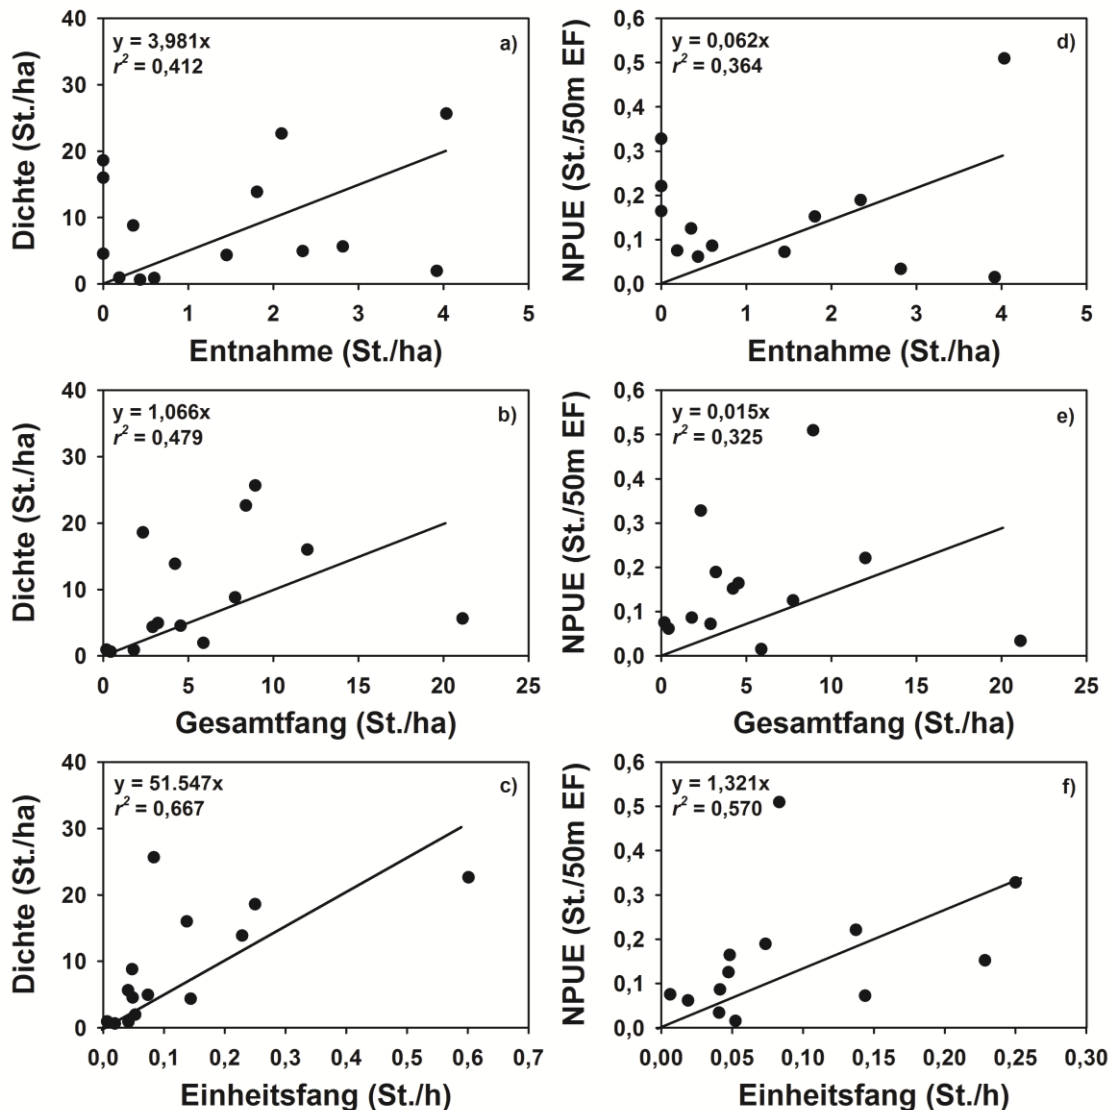 y = 3,981x
r² = 0,412
a)
40
30
20
10
0
Dichte (St./ha)
0 1 2 3 4 5
Entnahme (St./ha)
y = 0,062x
r² = 0,364
d)
0,6
0,5
0,4
0,3
0,2
0,1
0,0
NPUE (St./50m EF)
0 1 2 3 4 5
Entnahme (St./ha)
y = 1,066x
r² = 0,479
b)
40
30
20
10
0
Dichte (St./ha)
0 5 10 15 20 25
Gesamtfang (St./ha)
y = 0,015x
r² = 0,325
e)
0,6
0,5
0,4
0,3
0,2
0,1
0,0
NPUE (St./50m EF)
0 5 10 15 20 25
Gesamtfang (St./ha)
y = 51.547x
r² = 0,667
c)
40
30
20
10
0
Dichte (St./ha)
0,0 0,1 0,2 0,3 0,4 0,5 0,6 0,7
Einheitsfang (St./h)
y = 1,321x
r² = 0,570
f)
0,6
0,5
0,4
0,3
0,2
0,1
0,0
NPUE (St./50m EF)
0,00 0,05 0,10 0,15 0,20 0,25 0,30
Einheitsfang (St./h)